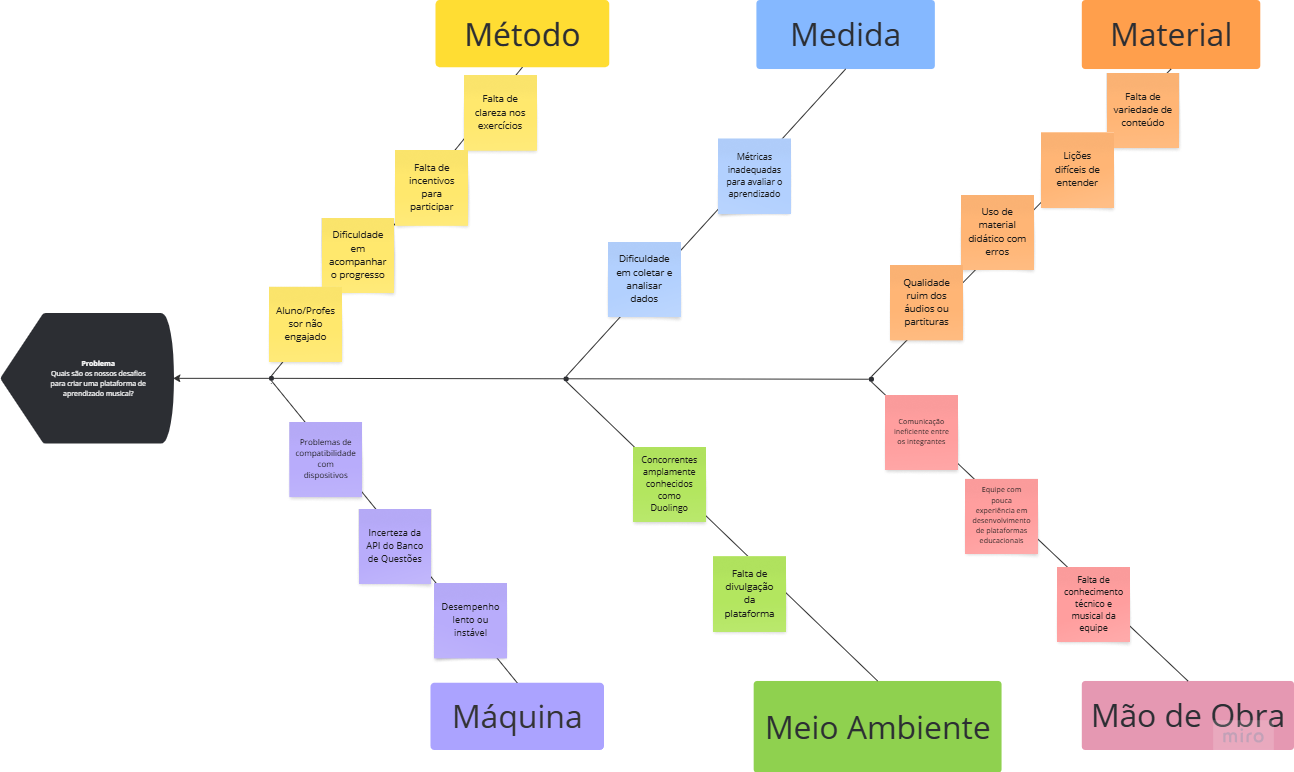 Método
Medida
Material
Falta de
clareza nos
exercícios
Falta de
incentivos
para
participar
Dificuldade
em
acompanhar
o progresso
Aluno/Profes
sor não
engajado
Métricas
inadequadas
para avaliar o
aprendizado
Dificuldade
em coletar e
analisar
dados
Falta de
variedade de
conteúdo
Lições
difíceis de
entender
Uso de
material
didático com
erros
Qualidade
ruim dos
áudios ou
partituras
Problema
Quais são os nossos desafios
para criar uma plataforma de
aprendizado musical?
Problemas de
compatibilidade
com
dispositivos
Incerteza da
API do Banco
de Questões
Desempenho
lento ou
instável
Concorrentes
amplamente
conhecidos
como
Duolingo
Falta de
divulgação
da
plataforma
Comunicação
ineficiente entre
os integrantes
Equipe com
pouca
experiência em
desenvolvimento
de plataformas
educacionais
Falta de
conhecimento
técnico e
musical da
equipe
Máquina
Meio Ambiente
Mão de Obra
miro